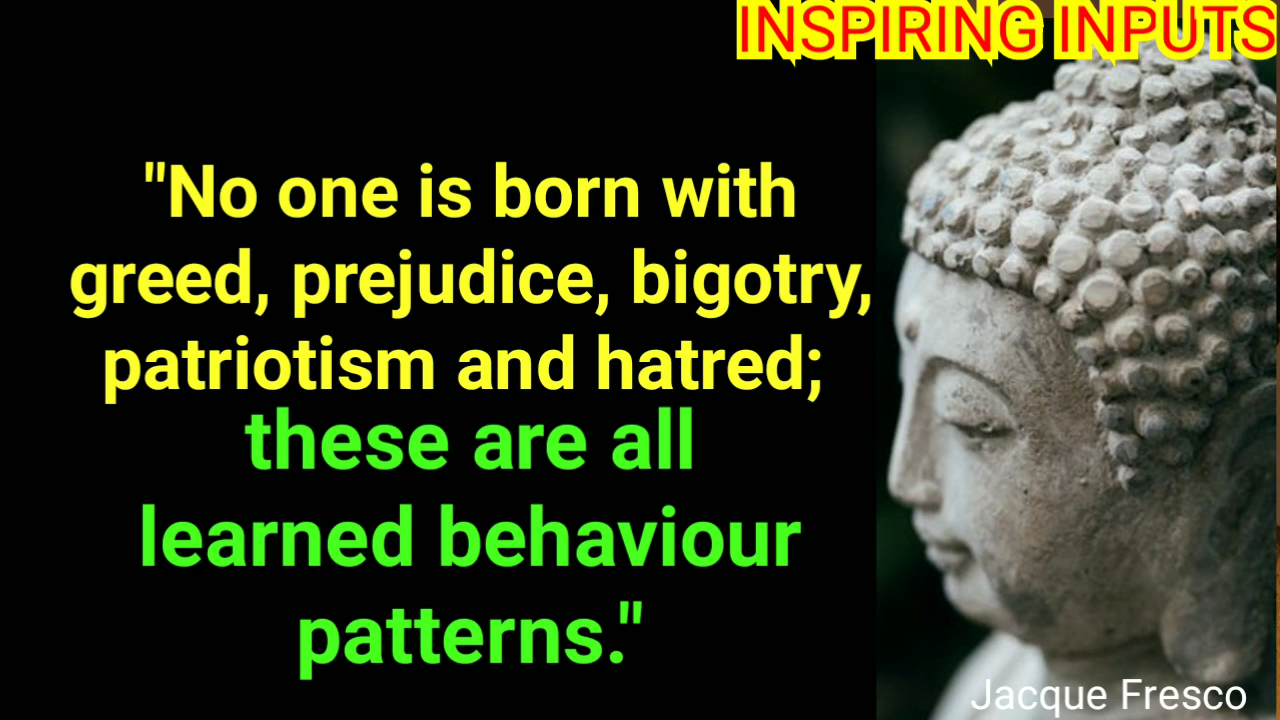 INSPIRING INPUTS
"No one is born with
greed, prejudice, bigotry,
patriotism and hatred;
these are all
learned behaviour
patterns."
Jacque Fresco